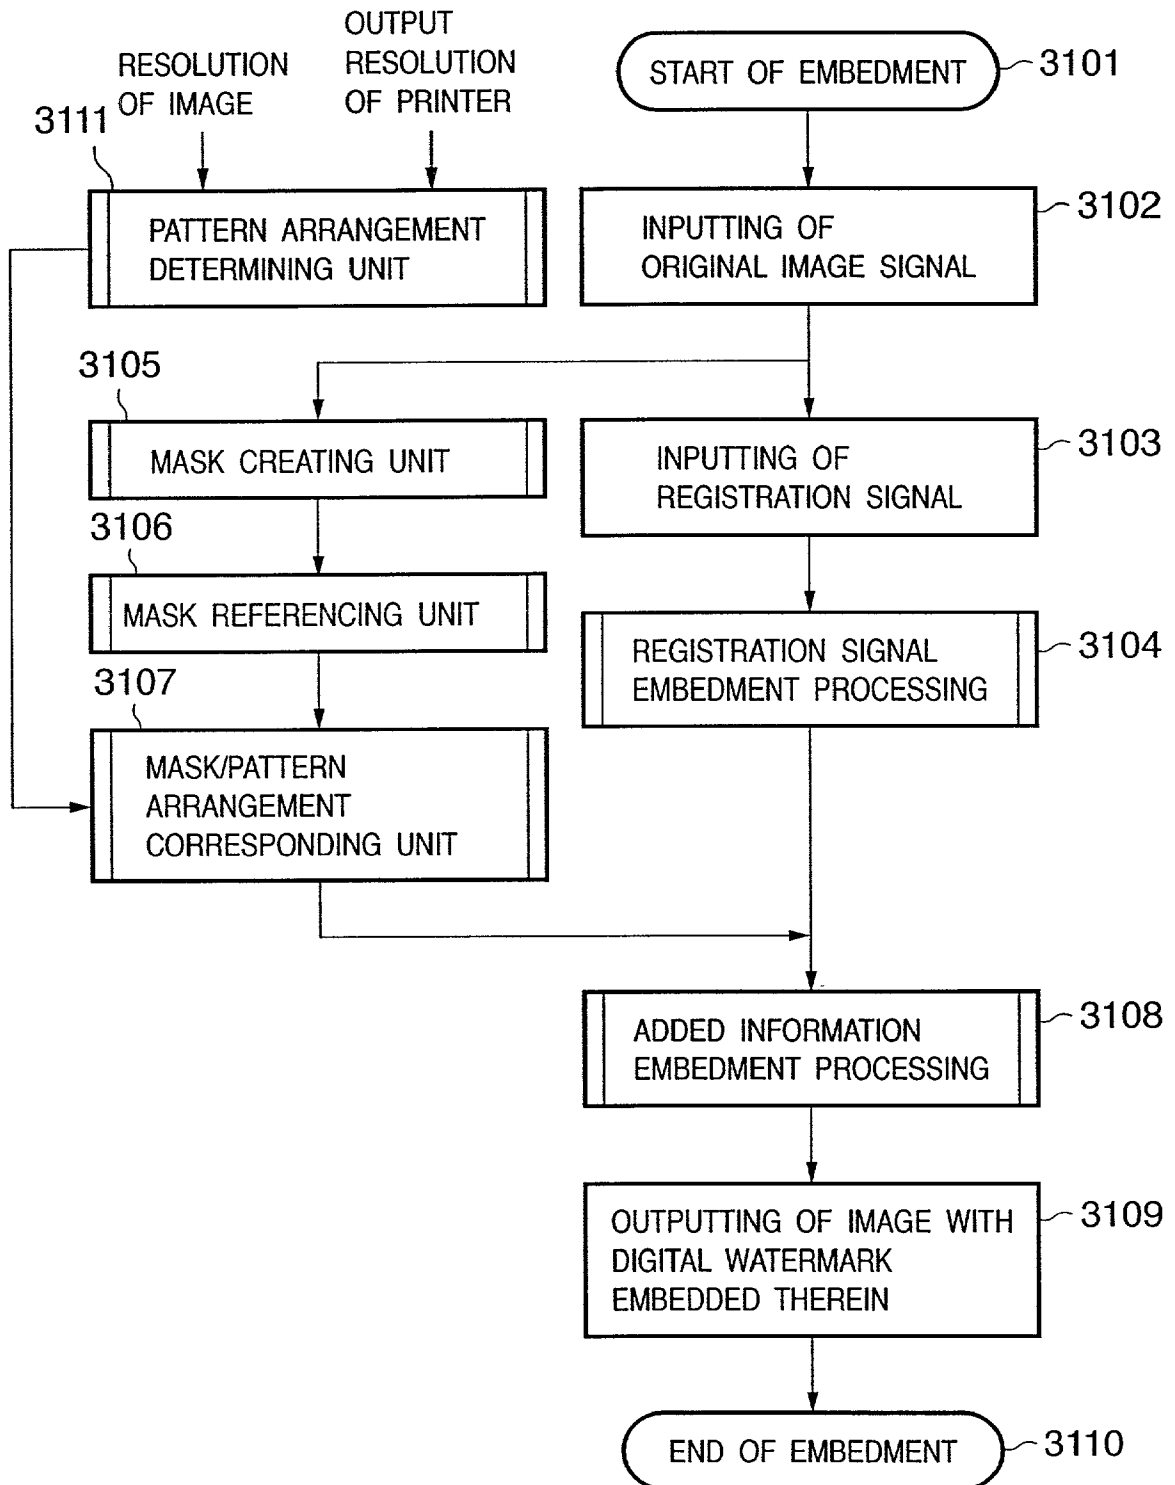 OUTPUT
RESOLUTION
OF PRINTER
RESOLUTION
OF IMAGE
3111
PATTERN ARRANGEMENT
DETERMINING UNIT
START OF EMBEDMENT
3101
INPUTTING OF
ORIGINAL IMAGE SIGNAL
3102
3105
MASK CREATING UNIT
INPUTTING OF
REGISTRATION SIGNAL
3103
3106
MASK REFERENCING UNIT
REGISTRATION SIGNAL
EMBEDMENT PROCESSING
3104
3107
MASK/PATTERN
ARRANGEMENT
CORRESPONDING UNIT
ADDED INFORMATION
EMBEDMENT PROCESSING
3108
OUTPUTTING OF IMAGE WITH
DIGITAL WATERMARK
EMBEDDED THEREIN
3109
END OF EMBEDMENT
3110